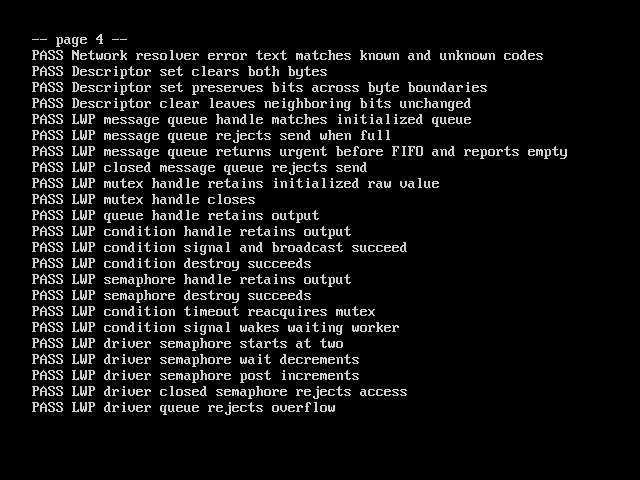 -- page 4 --
PASS Network resolver error text matches known and unknown codes
PASS Descriptor set clears both bytes
PASS Descriptor set preserves bits across byte boundaries
PASS Descriptor clear leaves neighboring bits unchanged
PASS LWP message queue handle matches initialized queue
PASS LWP message queue rejects send when full
PASS LWP message queue returns urgent before FIFO and reports empty
PASS LWP closed message queue rejects send
PASS LWP mutex handle retains initialized raw value
PASS LWP mutex handle closes
PASS LWP queue handle retains output
PASS LWP condition handle retains output
PASS LWP condition signal and broadcast succeed
PASS LWP condition destroy succeeds
PASS LWP semaphore handle retains output
PASS LWP semaphore destroy succeeds
PASS LWP condition timeout reacquires mutex
PASS LWP condition signal wakes waiting worker
PASS LWP driver semaphore starts at two
PASS LWP driver semaphore wait decrements
PASS LWP driver semaphore post increments
PASS LWP driver closed semaphore rejects access
PASS LWP driver queue rejects overflow